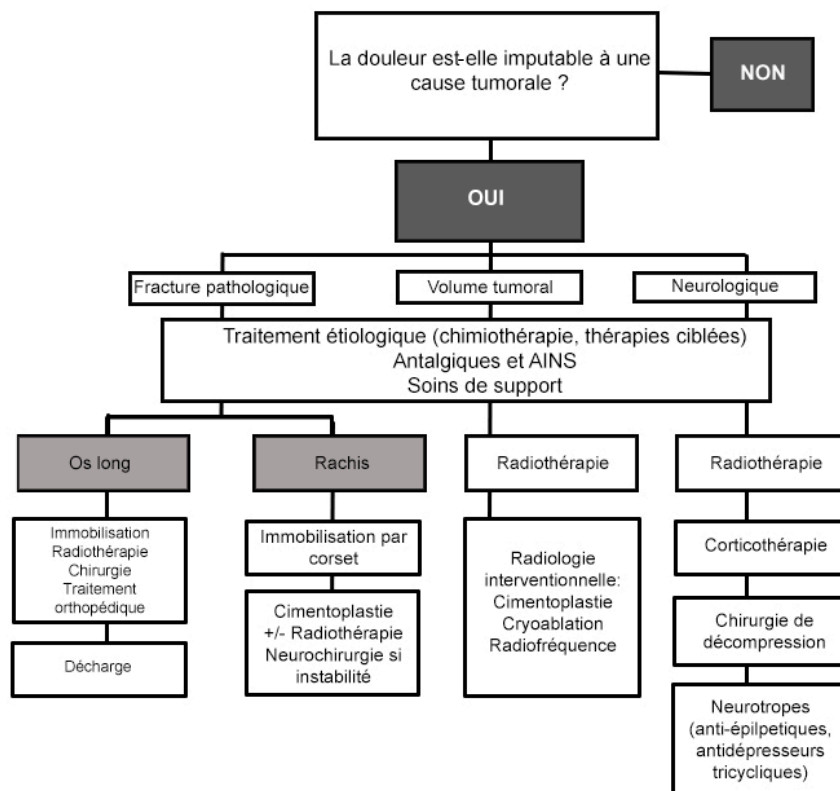 La douleur est-elle imputable à une
cause tumorale ?
NON
OUI
Fracture pathologique
Volume tumoral
Neurologique
Traitement étiologique (chimiothérapie, thérapies ciblées)
Antalgiques et AINS
Soins de support
Os long
Immobilisation
Radiothérapie
Chirurgie
Traitement
orthopédique
Décharge
Rachis
Immobilisation par
corset
Cimentoplastie
+/- Radiothérapie
Neurochirurgie si
instabilité
Radiothérapie
Radiologie
interventionnelle:
Cimentoplastie
Cryoablation
Radiofréquence
Radiothérapie
Corticothérapie
Chirurgie de
décompression
Neurotropes
(anti-épilpetiques,
antidépresseurs
tricycliques)